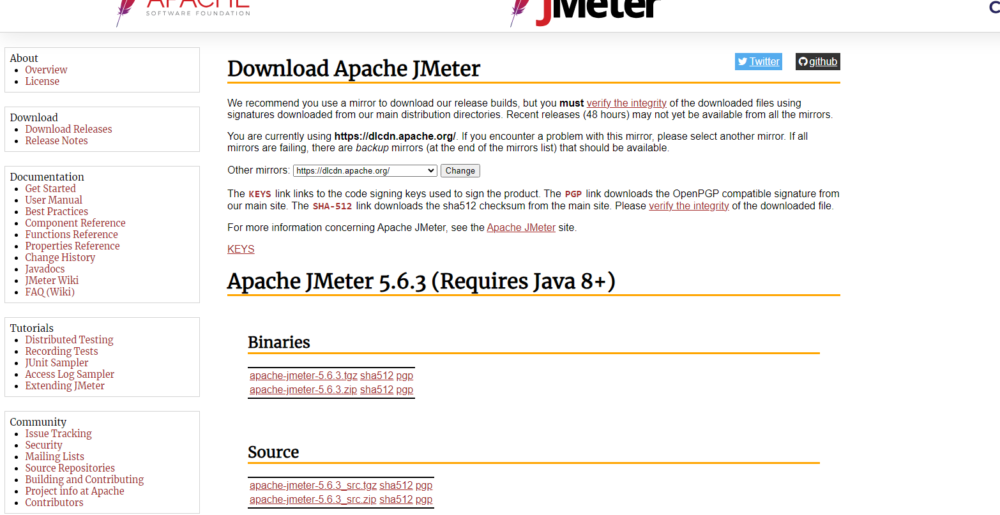 APACHE
SOFTWARE FOUNDATION
JMeter
About
Overview
License
Download
Download Releases
Release Notes
Documentation
Get Started
User Manual
Best Practices
Component Reference
Functions Reference
Properties Reference
Change History
Javadocs
JMeter Wiki
FAQ (Wiki)
Tutorials
Distributed Testing
Recording Tests
JUnit Sampler
Access Log Sampler
Extending JMeter
Community
Issue Tracking
Security
Mailing Lists
Source Repositories
Building and Contributing
Project info at Apache
Contributors
Twitter
github
Download Apache JMeter
We recommend you use a mirror to download our release builds, but you must verify the integrity of the downloaded files using
signatures downloaded from our main distribution directories. Recent releases (48 hours) may not yet be available from all the mirrors.
You are currently using https://dlcdn.apache.org/. If you encounter a problem with this mirror, please select another mirror. If all
mirrors are failing, there are backup mirrors (at the end of the mirrors list) that should be available.
Other mirrors: https://dlcdn.apache.org/ Change
The KEYS link links to the code signing keys used to sign the product. The PGP link downloads the OpenPGP compatible signature from
our main site. The SHA-512 link downloads the sha512 checksum from the main site. Please verify the integrity of the downloaded file.
For more information concerning Apache JMeter, see the Apache JMeter site.
KEYS
Apache JMeter 5.6.3 (Requires Java 8+)
Binaries
apache-jmeter-5.6.3.tgz sha512 pgp
apache-jmeter-5.6.3.zip sha512 pgp
Source
apache-jmeter-5.6.3_src.tgz sha512 pgp
apache-jmeter-5.6.3_src.zip sha512 pgp